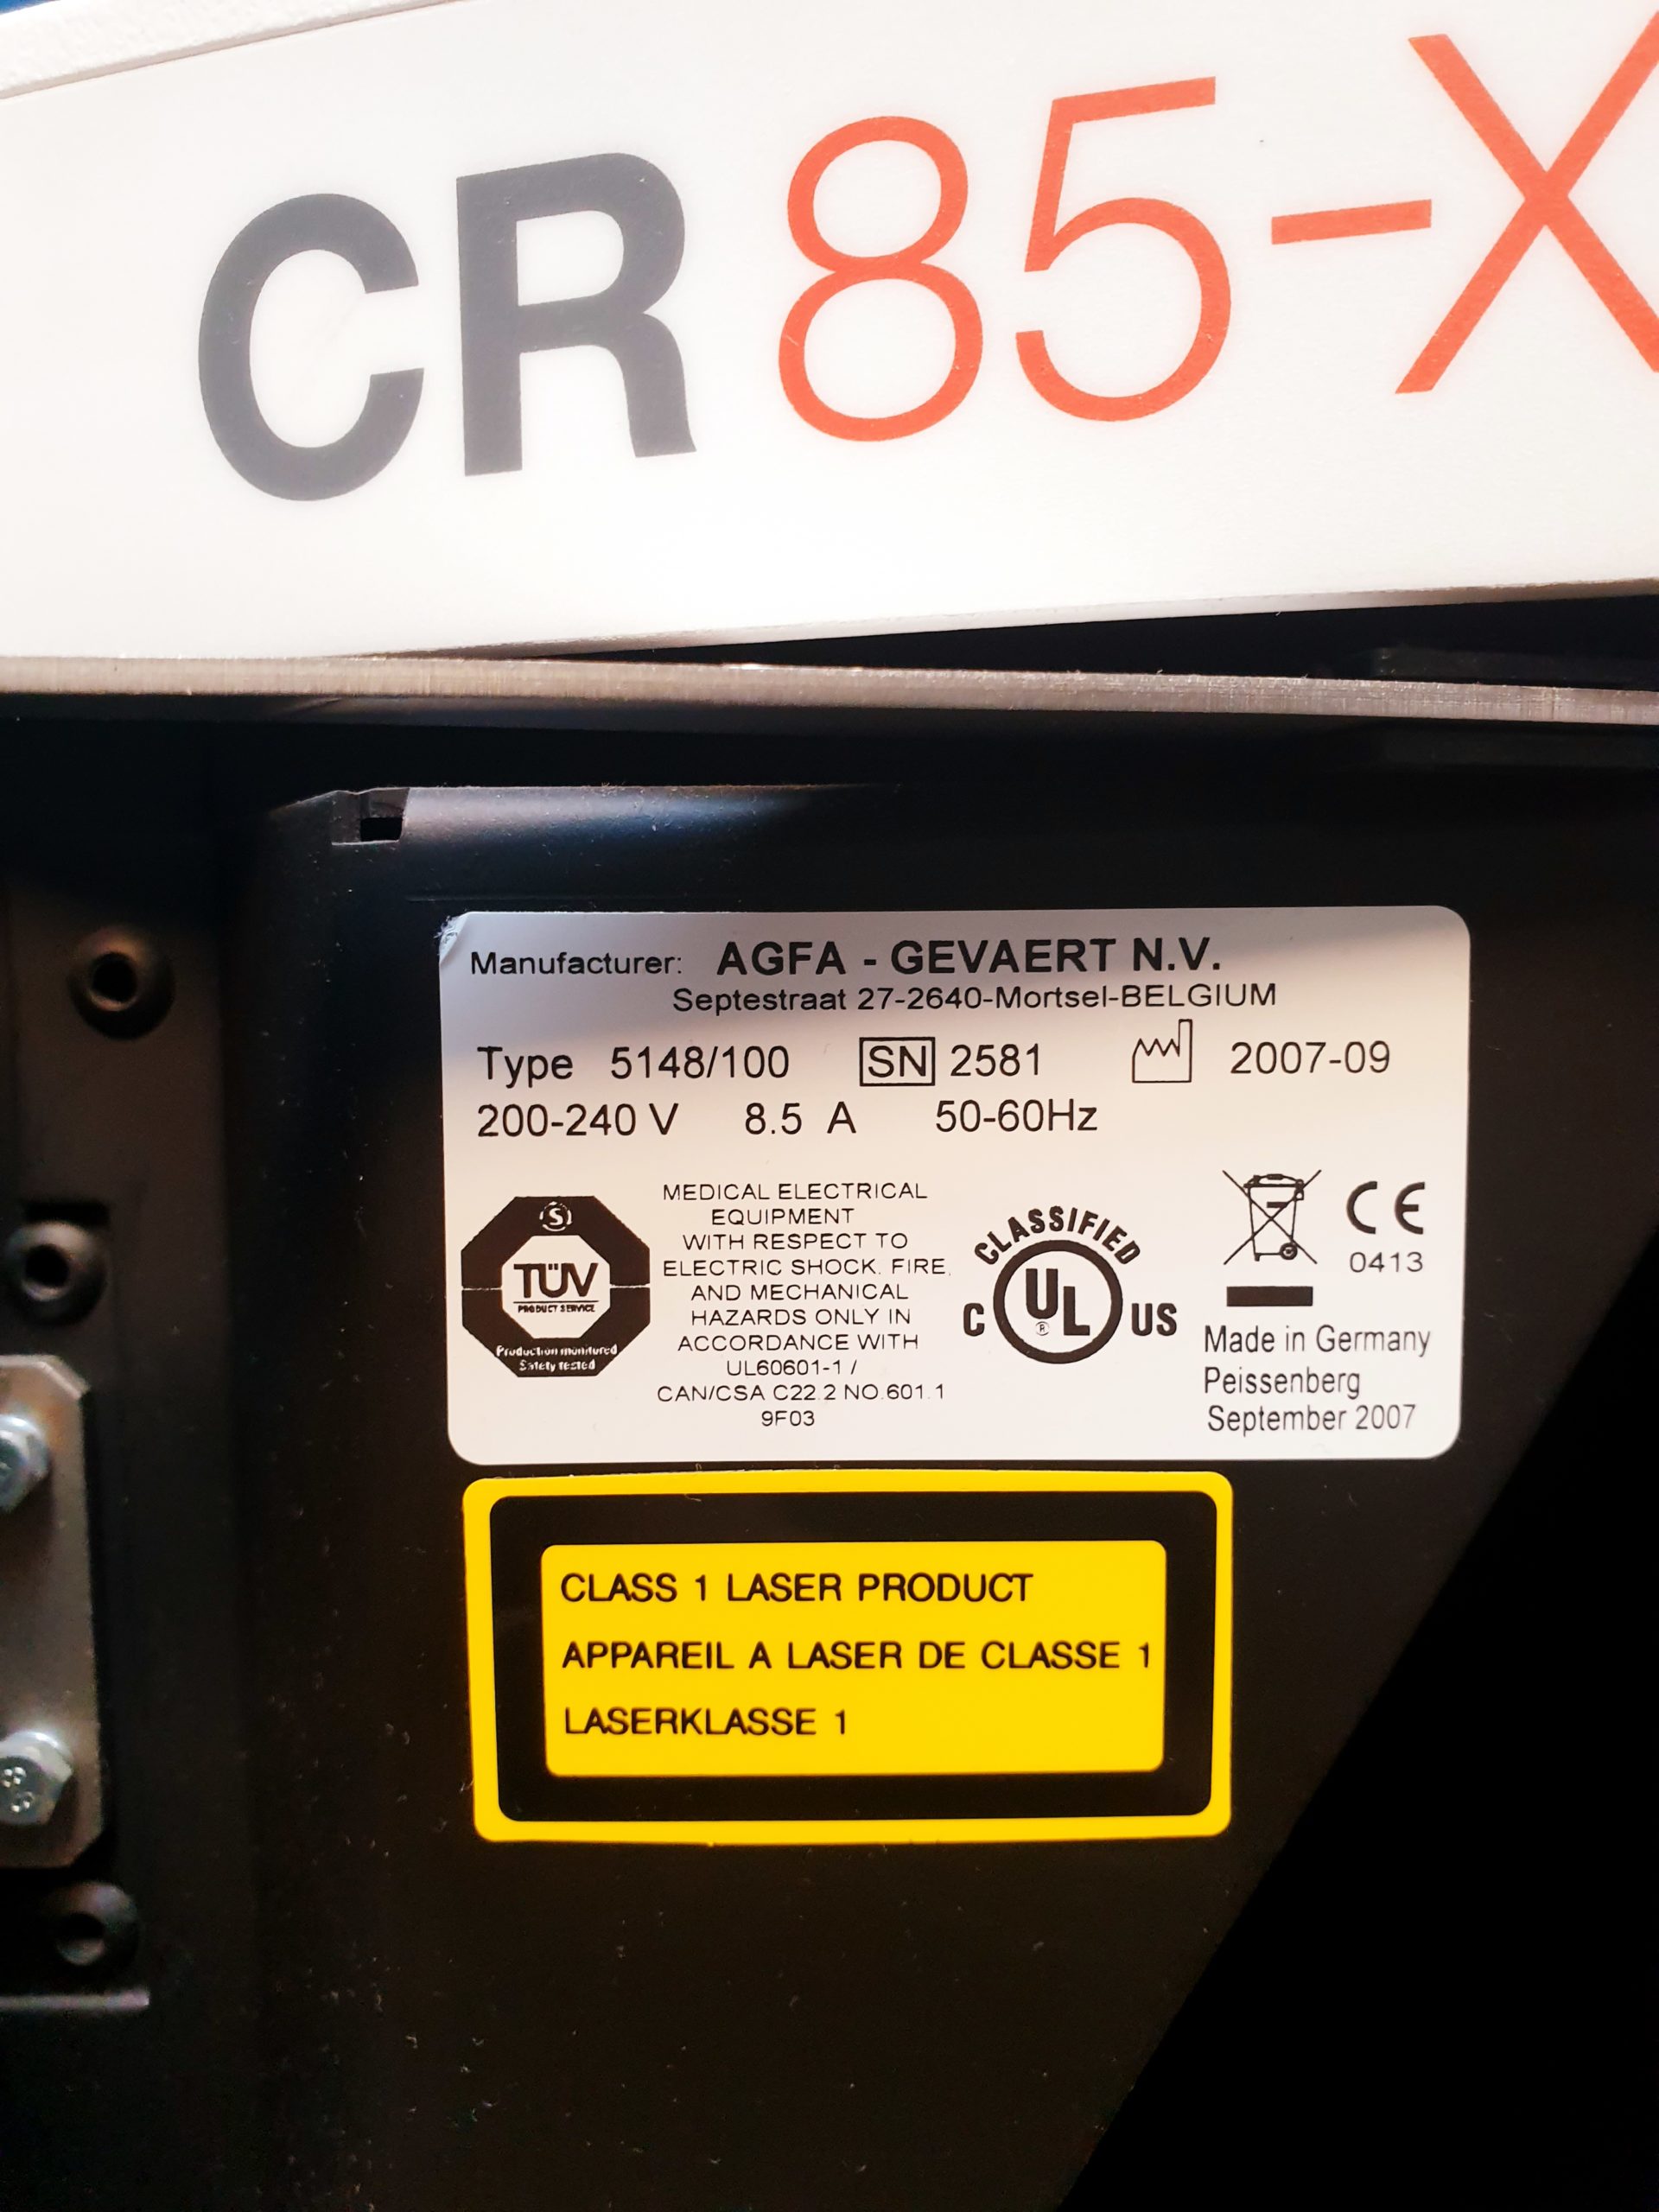 CR 85-X
Manufacturer: AGFA - GEVAERT N.V.
Septestraat 27-2640-Mortsel-BELGIUM
Type 5148/100 SN 2581 2007-09
200-240 V 8.5 A 50-60Hz
S
TÜV
PRODUCT SERVICE
Production monitored
Safety tested
MEDICAL ELECTRICAL
EQUIPMENT
WITH RESPECT TO
ELECTRIC SHOCK. FIRE,
AND MECHANICAL
HAZARDS ONLY IN
ACCORDANCE WITH
UL60601-1 /
CAN/CSA C22.2 NO.601.1
9F03
CLASSIFIED
C UL ® US
CE
0413
Made in Germany
Peissenberg
September 2007
CLASS 1 LASER PRODUCT
APPAREIL A LASER DE CLASSE 1
LASERKLASSE 1